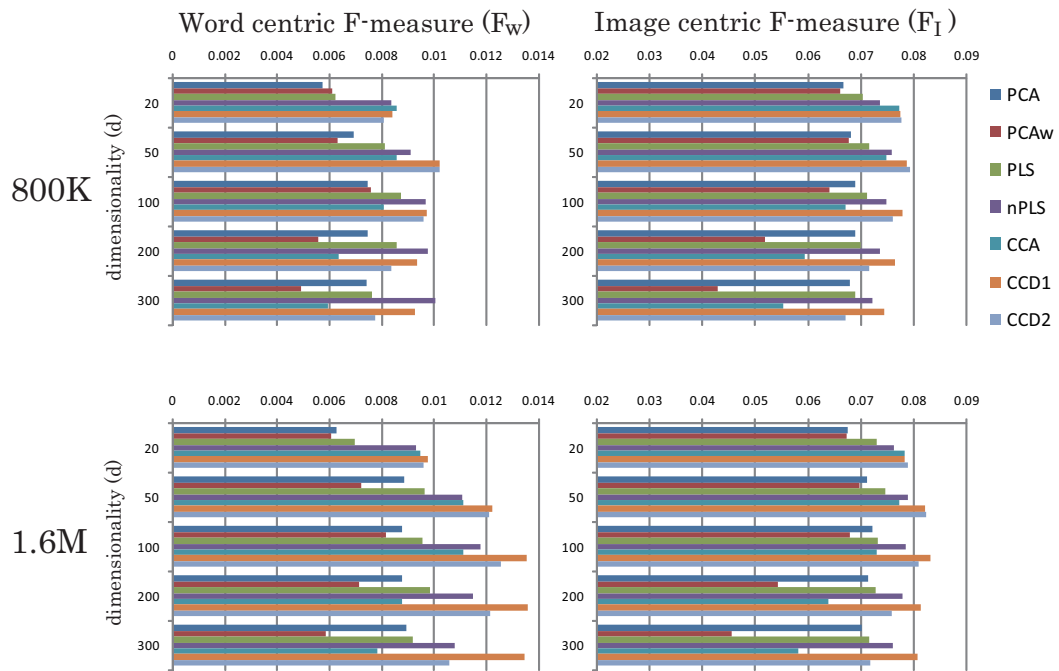 Word centric F-measure (Fw)
Image centric F-measure (FI)
0 0.002 0.004 0.006 0.008 0.01 0.012 0.014
0.02 0.03 0.04 0.05 0.06 0.07 0.08 0.09
800K
dimensionality (d)
20
50
100
200
300
20
50
100
200
300
PCA
PCAw
PLS
nPLS
CCA
CCD1
CCD2
0 0.002 0.004 0.006 0.008 0.01 0.012 0.014
0.02 0.03 0.04 0.05 0.06 0.07 0.08 0.09
1.6M
dimensionality (d)
20
50
100
200
300
20
50
100
200
300